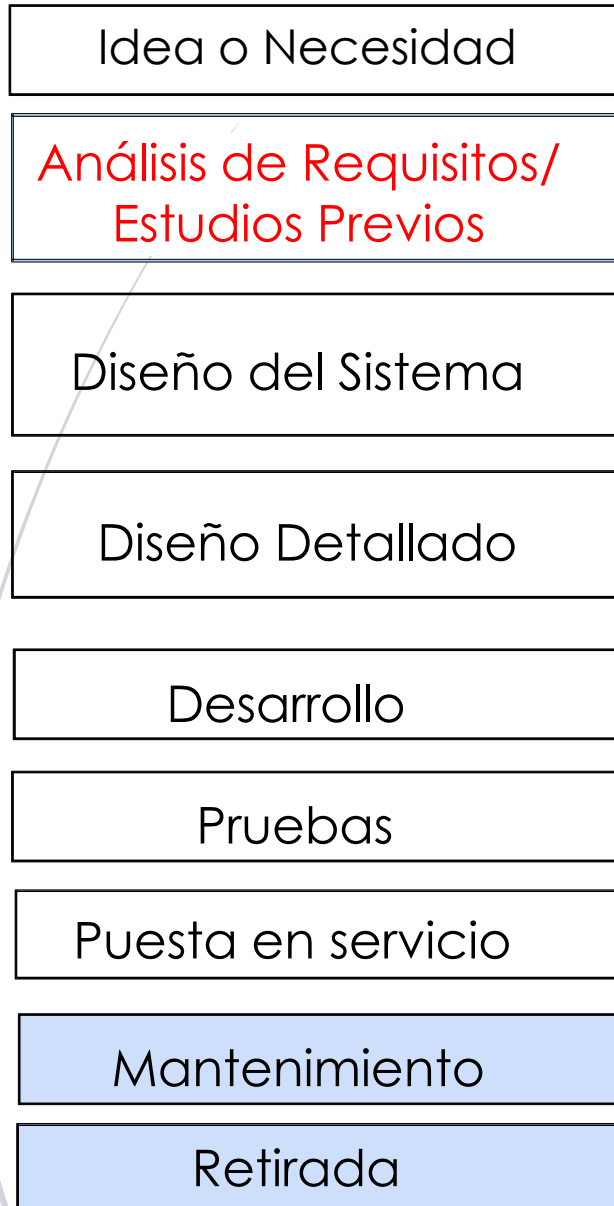 Idea o Necesidad
Análisis de Requisitos/
Estudios Previos
Diseño del Sistema
Diseño Detallado
Desarrollo
Pruebas
Puesta en servicio
Mantenimiento
Retirada